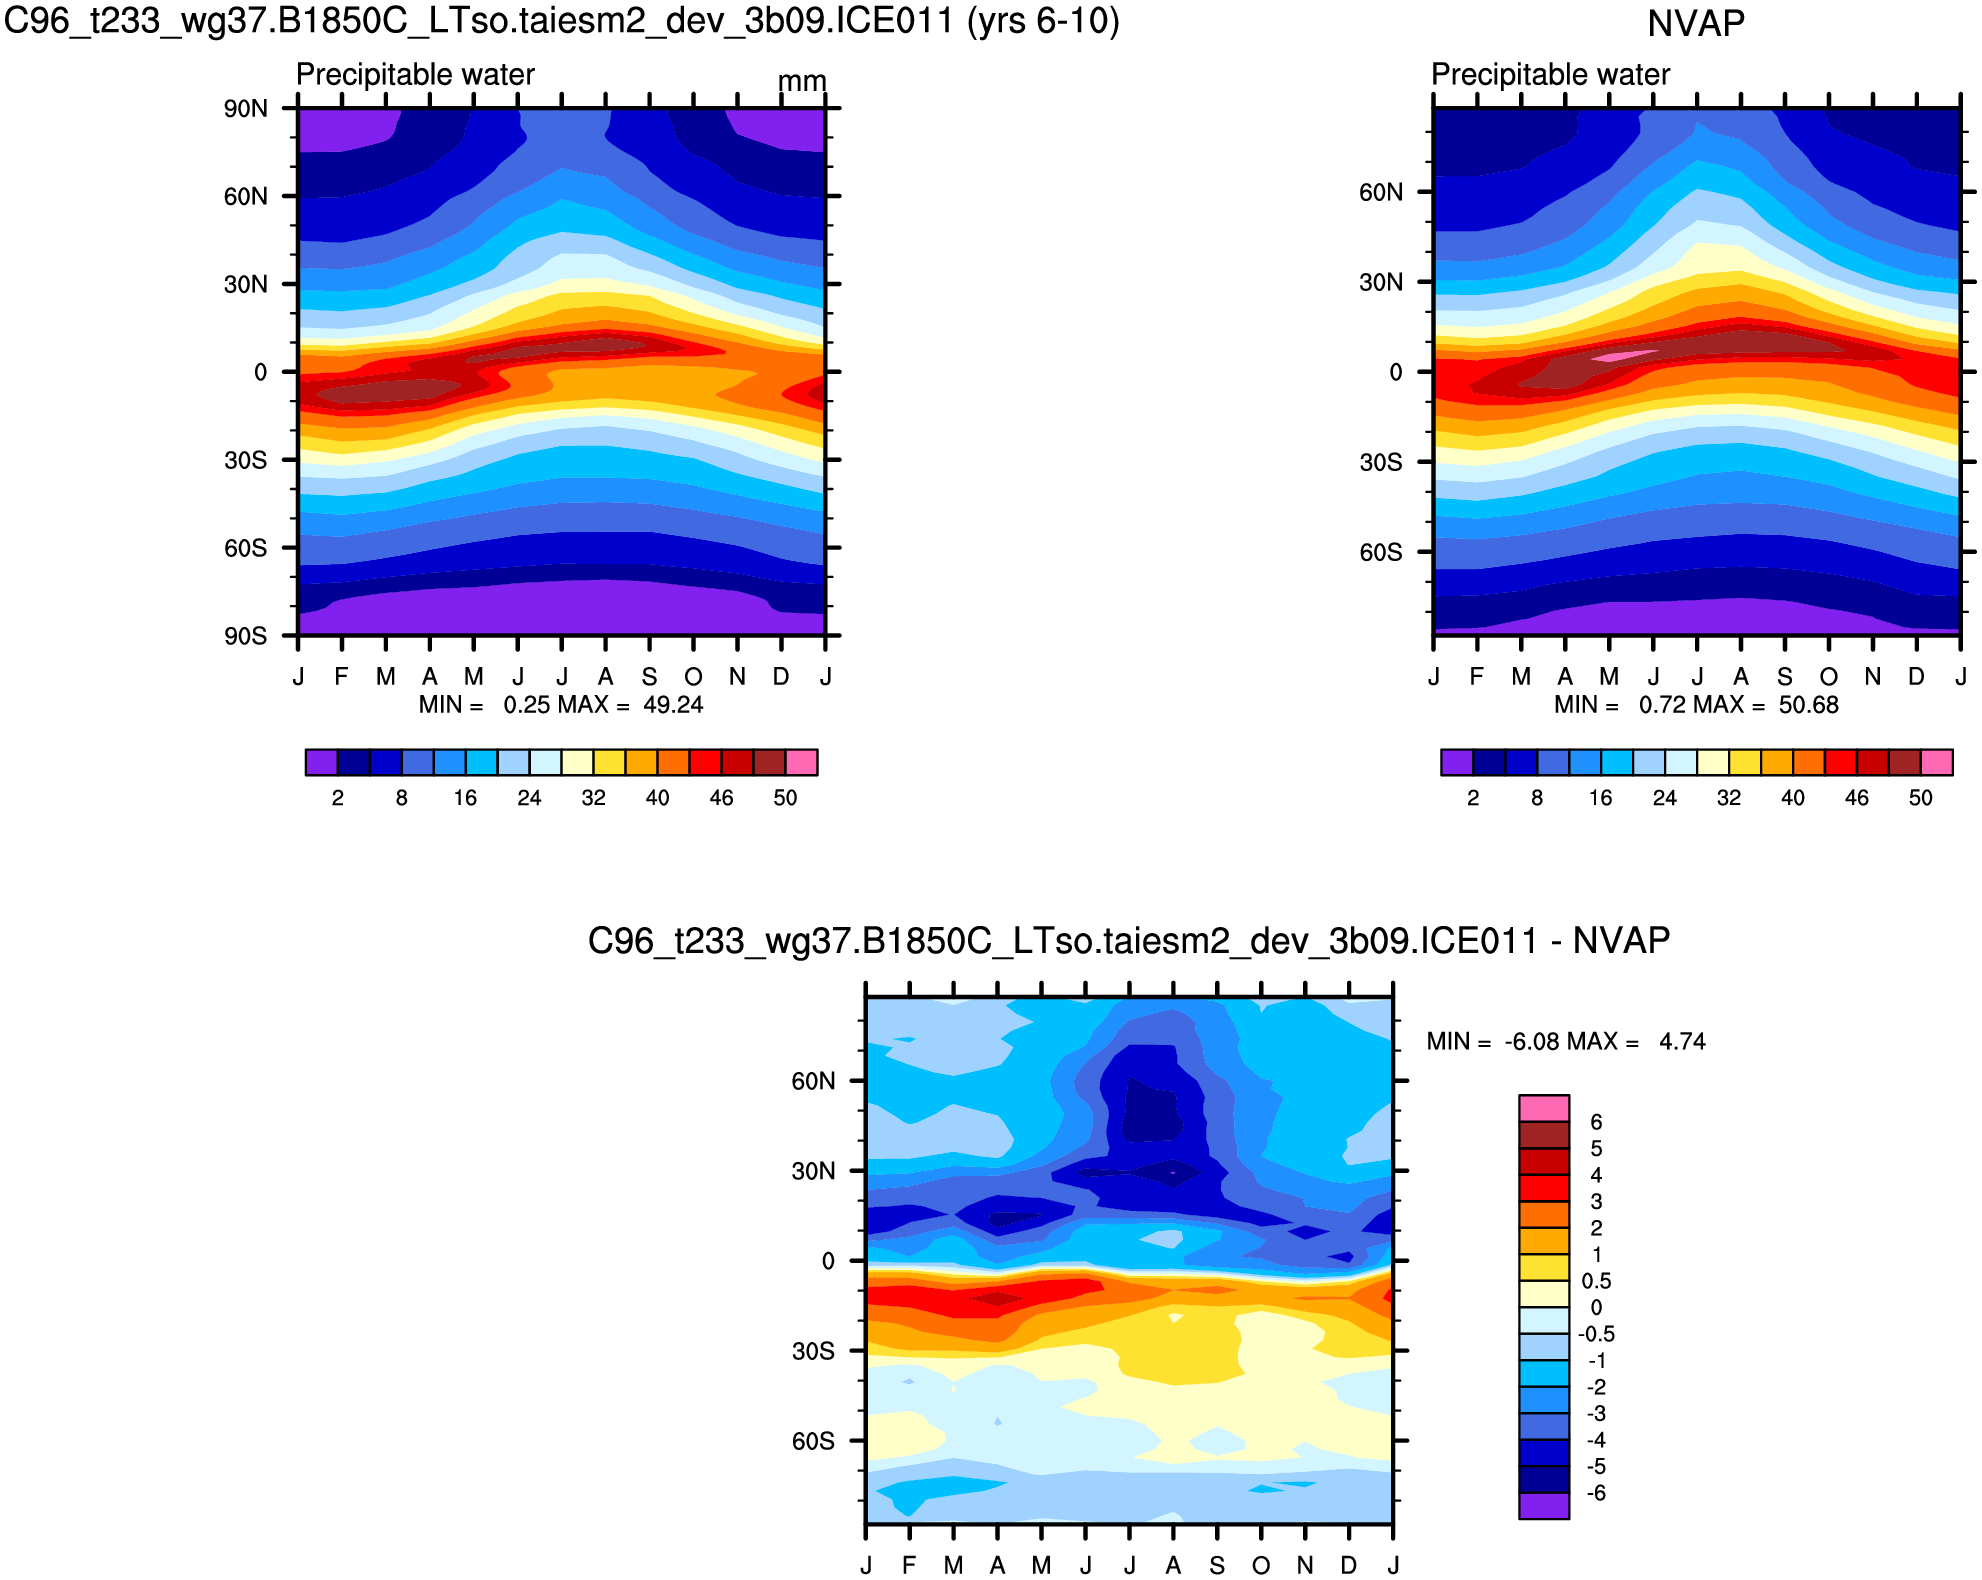 C96_t233_wg37.B1850C_LTso.taiesm2_dev_3b09.ICE011 (yrs 6-10)
Precipitable water mm
90N
60N
30N
0
30S
60S
90S
J F M A M J J A S O N D J
MIN = 0.25 MAX = 49.24
2 8 16 24 32 40 46 50
NVAP
Precipitable water
60N
30N
0
30S
60S
J F M A M J J A S O N D J
MIN = 0.72 MAX = 50.68
2 8 16 24 32 40 46 50
C96_t233_wg37.B1850C_LTso.taiesm2_dev_3b09.ICE011 - NVAP
60N
30N
0
30S
60S
J F M A M J J A S O N D J
MIN = -6.08 MAX = 4.74
6
5
4
3
2
1
0.5
0
-0.5
-1
-2
-3
-4
-5
-6